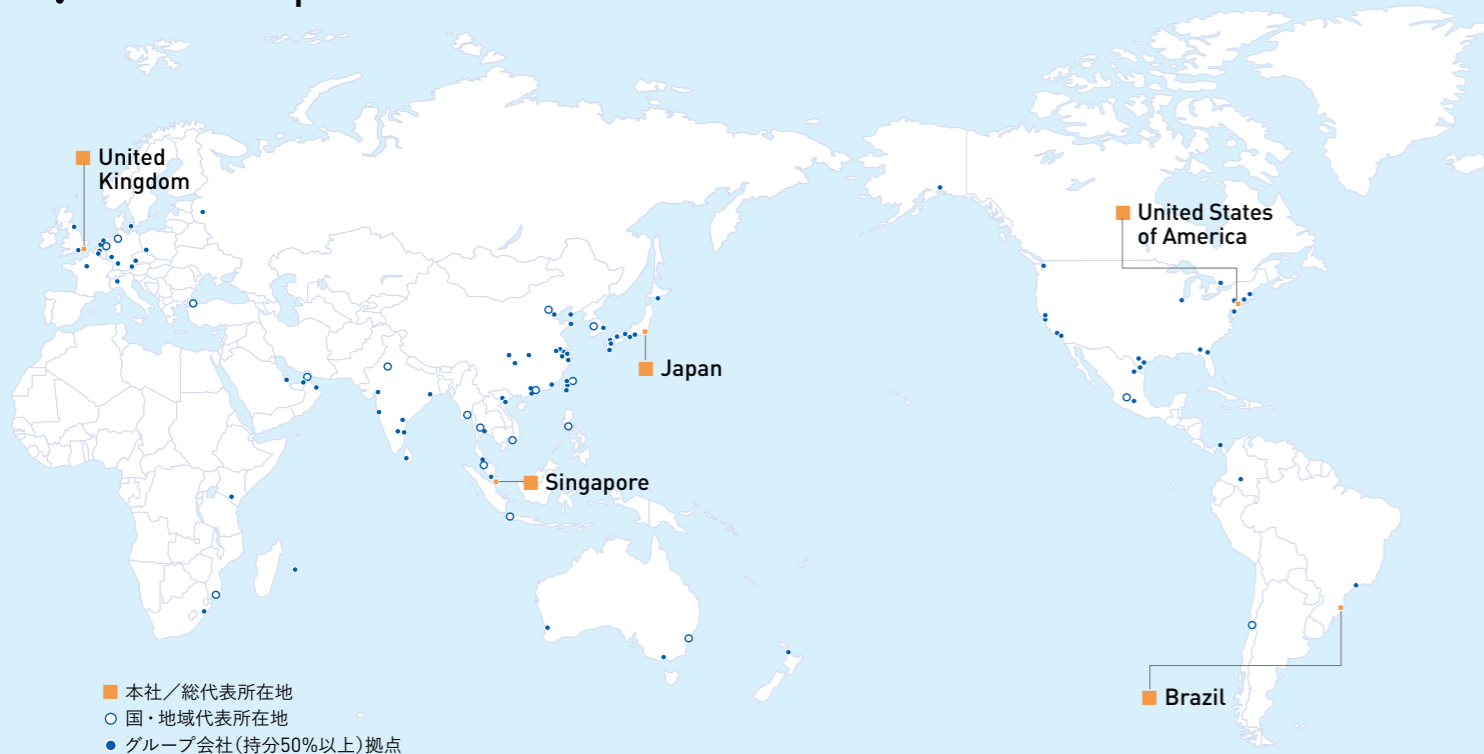 United
Kingdom
United States
of America
Japan
Singapore
Brazil
本社／総代表所在地
国・地域代表所在地
グループ会社（持分50％以上）拠点